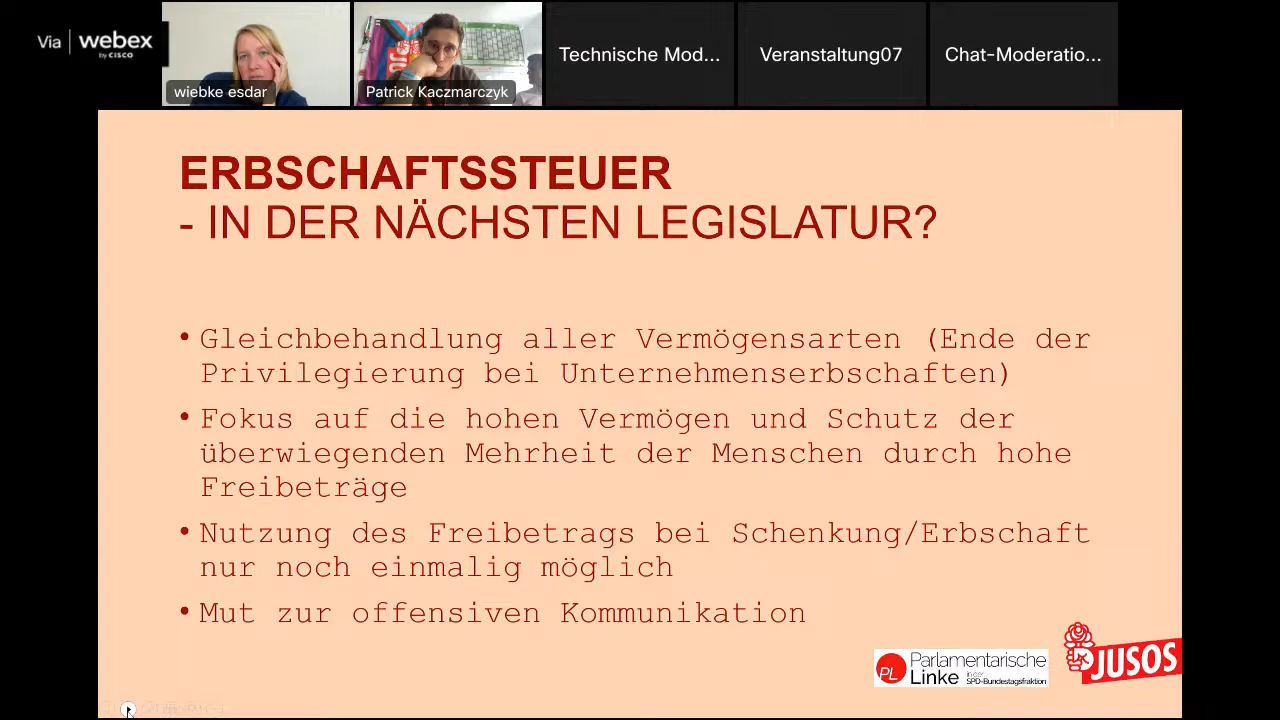 Via webex
by CISCO
wiebke esdar
Patrick Kaczmarczyk
Technische Mod...
Veranstaltung07
Chat-Moderatio...
ERBSCHAFTSSTEUER
- IN DER NÄCHSTEN LEGISLATUR?
• Gleichbehandlung aller Vermögensarten (Ende der
Privilegierung bei Unternehmenserbschaften)
• Fokus auf die hohen Vermögen und Schutz der
überwiegenden Mehrheit der Menschen durch hohe
Freibeträge
• Nutzung des Freibetrags bei Schenkung/Erbschaft
nur noch einmalig möglich
• Mut zur offensiven Kommunikation
PL
Parlamentarische
Linke in der
SPD-Bundestagsfraktion
JUSOS